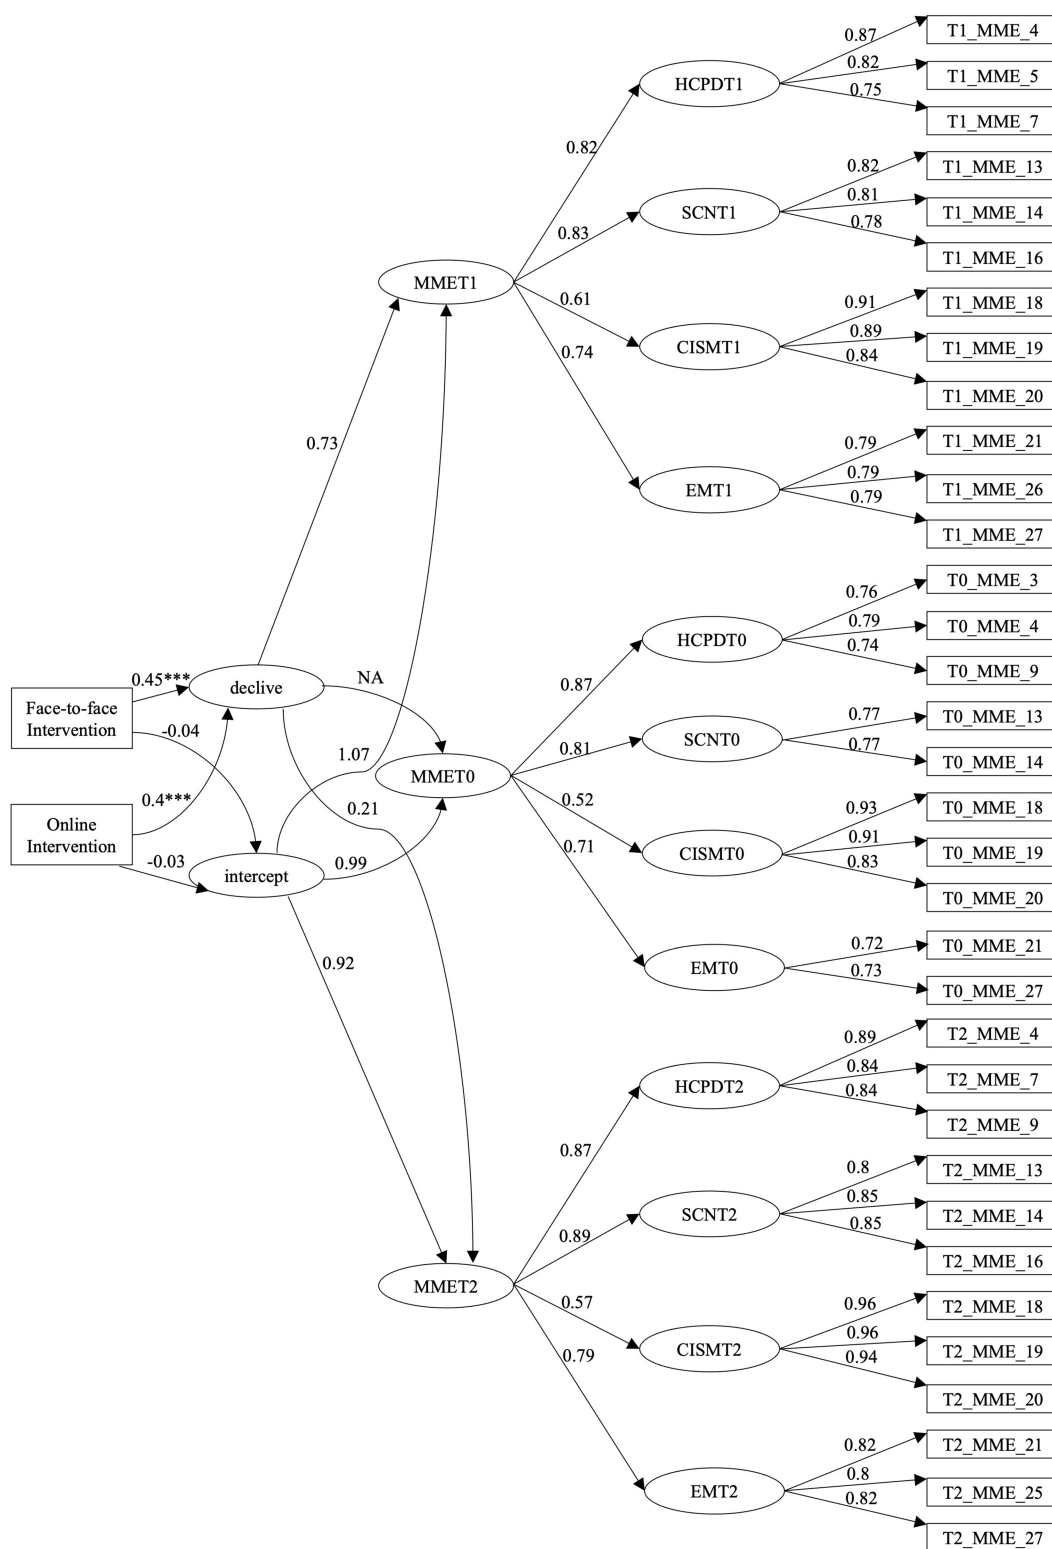 0.87
T1_MME_4
0.82
T1_MME_5
HCPDT1
0.75
T1_MME_7
0.82
0.82
T1_MME_13
0.81
T1_MME_14
SCNT1
0.78
T1_MME_16
0.83
MMET1
0.61
0.91
T1_MME_18
0.89
T1_MME_19
CISMT1
0.84
T1_MME_20
0.74
0.79
T1_MME_21
0.79
T1_MME_26
EMT1
0.79
T1_MME_27
0.73
0.76
T0_MME_3
0.79
T0_MME_4
HCPDT0
0.74
T0_MME_9
0.87
0.45***
declive
NA
Face-to-face
Intervention
-0.04
0.77
T0_MME_13
SCNT0
0.77
T0_MME_14
0.81
1.07
MMET0
0.4***
0.21
0.52
0.93
T0_MME_18
0.91
T0_MME_19
CISMT0
0.83
T0_MME_20
Online
Intervention
0.71
-0.03
intercept
0.99
0.92
0.72
T0_MME_21
EMT0
0.73
T0_MME_27
0.89
T2_MME_4
0.84
T2_MME_7
HCPDT2
0.84
T2_MME_9
0.87
0.8
T2_MME_13
0.85
T2_MME_14
SCNT2
0.85
T2_MME_16
0.89
MMET2
0.57
0.96
T2_MME_18
0.96
T2_MME_19
CISMT2
0.94
T2_MME_20
0.79
0.82
T2_MME_21
0.8
T2_MME_25
EMT2
0.82
T2_MME_27